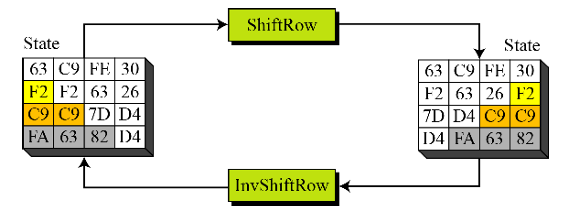 ShiftRow
State
63 C9 FE 30
F2 F2 63 26
C9 C9 7D D4
FA 63 82 D4
State
63 C9 FE 30
F2 63 26 F2
7D D4 C9 C9
D4 FA 63 82
InvShiftRow